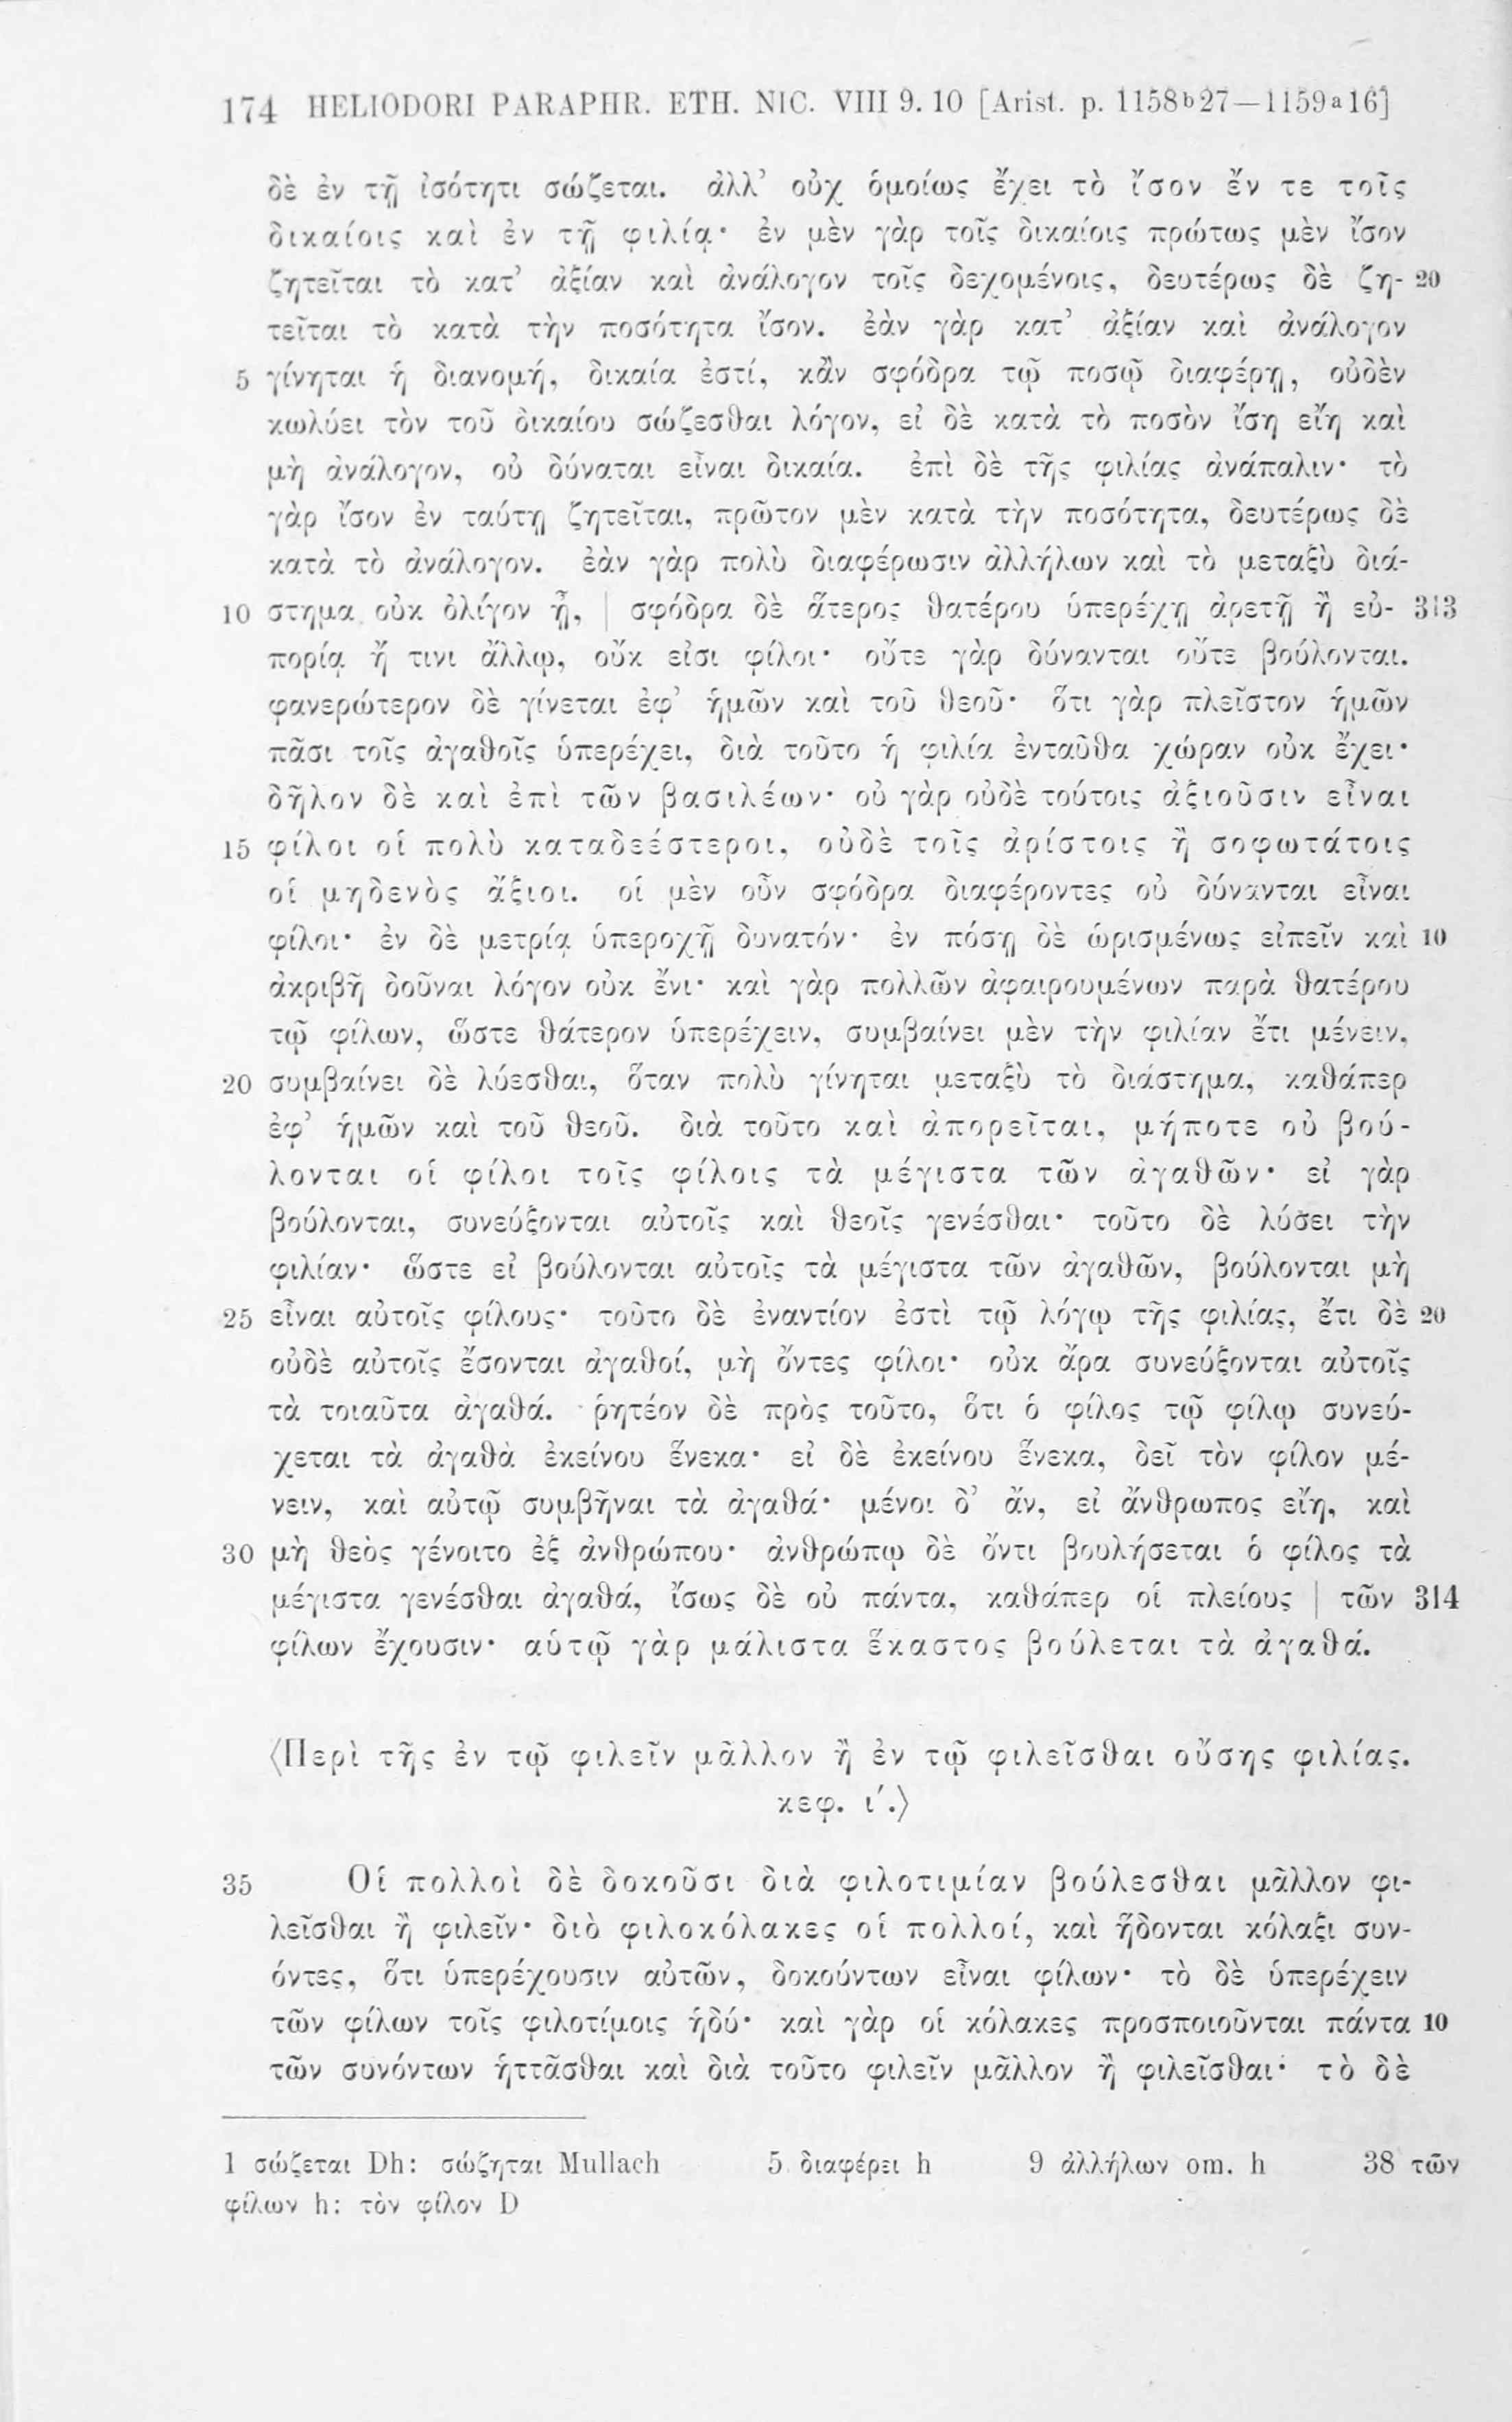 174 HELIODORI PARAPHR. ETH. NIC. VIII 9. 10 [Arist. p. 1158b27—1159a16]
δὲ ἐν τῇ ἰσότητι σώζεται. ἀλλ’ οὐχ ὁμοίως ἔχει τὸ ἴσον ἔν τε τοῖς
δικαίοις καὶ ἐν τῇ φιλίᾳ· ἐν μὲν γὰρ τοῖς δικαίοις πρώτως μὲν ἴσον
ζητεῖται τὸ κατ’ ἀξίαν καὶ ἀνάλογον τοῖς δεχομένοις, δευτέρως δὲ ζη- 20
τεῖται τὸ κατὰ τὴν ποσότητα ἴσον. ἐὰν γὰρ κατ’ ἀξίαν καὶ ἀνάλογον
5 γίνηται ἡ διανομή, δικαία ἐστί, κἂν σφόδρα τῷ ποσῷ διαφέρῃ, οὐδὲν
κωλύει τὸν τοῦ δικαίου σώζεσθαι λόγον, εἰ δὲ κατὰ τὸ ποσὸν ἴση εἴη καὶ
μὴ ἀνάλογον, οὐ δύναται εἶναι δικαία. ἐπὶ δὲ τῆς φιλίας ἀνάπαλιν· τὸ
γὰρ ἴσον ἐν ταύτῃ ζητεῖται, πρῶτον μὲν κατὰ τὴν ποσότητα, δευτέρως δὲ
κατὰ τὸ ἀνάλογον. ἐὰν γὰρ πολὺ διαφέρωσιν ἀλλήλων καὶ τὸ μεταξὺ διά-
10 στημα οὐκ ὀλίγον ᾖ, | σφόδρα δὲ ἅτερος θατέρου ὑπερέχῃ ἀρετῇ ἢ εὐ- 313
πορίᾳ ἤ τινι ἄλλῳ, οὔκ εἰσι φίλοι· οὔτε γὰρ δύνανται οὔτε βούλονται.
φανερώτερον δὲ γίνεται ἐφ’ ἡμῶν καὶ τοῦ θεοῦ· ὅτι γὰρ πλεῖστον ἡμῶν
πᾶσι τοῖς ἀγαθοῖς ὑπερέχει, διὰ τοῦτο ἡ φιλία ἐνταῦθα χώραν οὐκ ἔχει·
δῆλον δὲ καὶ ἐπὶ τῶν βασιλέων· οὐ γὰρ οὐδὲ τούτοις ἀξιοῦσιν εἶναι
15 φίλοι οἱ πολὺ καταδεέστεροι, οὐδὲ τοῖς ἀρίστοις ἢ σοφωτάτοις
οἱ μηδενὸς ἄξιοι. οἱ μὲν οὖν σφόδρα διαφέροντες οὐ δύνανται εἶναι
φίλοι· ἐν δὲ μετρίᾳ ὑπεροχῇ δυνατόν· ἐν πόσῃ δὲ ὡρισμένως εἰπεῖν καὶ 10
ἀκριβῆ δοῦναι λόγον οὐκ ἔνι· καὶ γὰρ πολλῶν ἀφαιρουμένων παρὰ θατέρου
τῷ φίλων, ὥστε θάτερον ὑπερέχειν, συμβαίνει μὲν τὴν φιλίαν ἔτι μένειν,
20 συμβαίνει δὲ λύεσθαι, ὅταν πολὺ γίνηται μεταξὺ τὸ διάστημα, καθάπερ
ἐφ’ ἡμῶν καὶ τοῦ θεοῦ. διὰ τοῦτο καὶ ἀπορεῖται, μήποτε οὐ βού-
λονται οἱ φίλοι τοῖς φίλοις τὰ μέγιστα τῶν ἀγαθῶν· εἰ γὰρ
βούλονται, συνεύξονται αὐτοῖς καὶ θεοῖς γενέσθαι· τοῦτο δὲ λύσει τὴν
φιλίαν· ὥστε εἰ βούλονται αὐτοῖς τὰ μέγιστα τῶν ἀγαθῶν, βούλονται μὴ
25 εἶναι αὐτοῖς φίλους· τοῦτο δὲ ἐναντίον ἐστὶ τῷ λόγῳ τῆς φιλίας, ἔτι δὲ 20
οὐδὲ αὐτοῖς ἔσονται ἀγαθοί, μὴ ὄντες φίλοι· οὐκ ἄρα συνεύξονται αὐτοῖς
τὰ τοιαῦτα ἀγαθά. ῥητέον δὲ πρὸς τοῦτο, ὅτι ὁ φίλος τῷ φίλῳ συνεύ-
χεται τὰ ἀγαθὰ ἐκείνου ἕνεκα· εἰ δὲ ἐκείνου ἕνεκα, δεῖ τὸν φίλον μέ-
νειν, καὶ αὐτῷ συμβῆναι τὰ ἀγαθά· μένοι δ’ ἄν, εἰ ἄνθρωπος εἴη, καὶ
30 μὴ θεὸς γένοιτο ἐξ ἀνθρώπου· ἀνθρώπῳ δὲ ὄντι βουλήσεται ὁ φίλος τὰ
μέγιστα γενέσθαι ἀγαθά, ἴσως δὲ οὐ πάντα, καθάπερ οἱ πλείους | τῶν 314
φίλων ἔχουσιν· αὑτῷ γὰρ μάλιστα ἕκαστος βούλεται τὰ ἀγαθά.
⟨Περὶ τῆς ἐν τῷ φιλεῖν μᾶλλον ἢ ἐν τῷ φιλεῖσθαι οὔσης φιλίας.
κεφ. ι′.⟩
35 Οἱ πολλοὶ δὲ δοκοῦσι διὰ φιλοτιμίαν βούλεσθαι μᾶλλον φι-
λεῖσθαι ἢ φιλεῖν· διὸ φιλοκόλακες οἱ πολλοί, καὶ ἥδονται κόλαξι συν-
όντες, ὅτι ὑπερέχουσιν αὐτῶν, δοκούντων εἶναι φίλων· τὸ δὲ ὑπερέχειν
τῶν φίλων τοῖς φιλοτίμοις ἡδύ· καὶ γὰρ οἱ κόλακες προσποιοῦνται πάντα 10
τῶν συνόντων ἡττᾶσθαι καὶ διὰ τοῦτο φιλεῖν μᾶλλον ἢ φιλεῖσθαι· τὸ δὲ
1 σώζεται Dh: σώζηται Mullach 5 διαφέρει h 9 ἀλλήλων om. h 38 τῶν
φίλων h: τὸν φίλον D